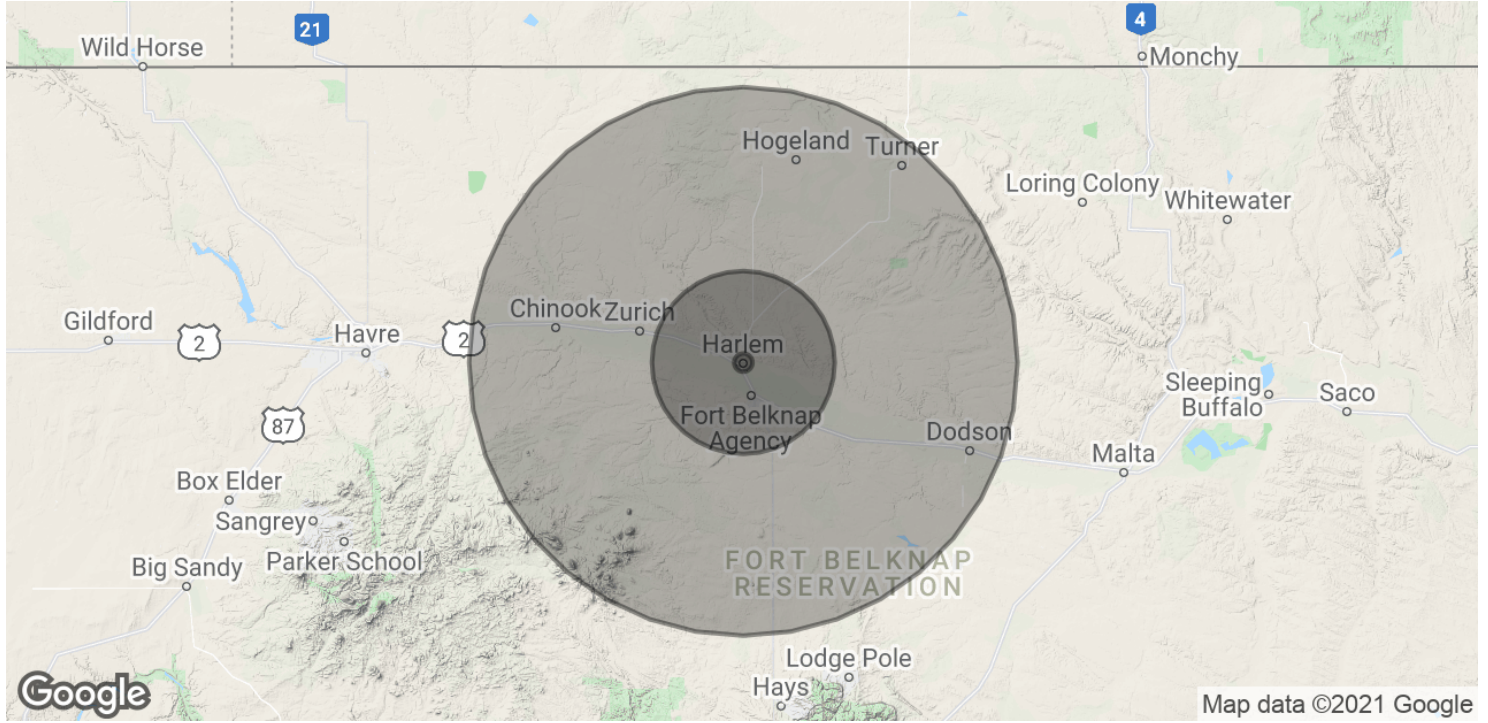 21
4
Wild Horse
Monchy
Hogeland
Turner
Loring Colony
Whitewater
Chinook
Zurich
Gildford
2
Havre
2
Harlem
Sleeping
Buffalo
Saco
87
Fort Belknap
Agency
Dodson
Malta
Box Elder
Sangrey
Parker School
Big Sandy
FORT BELKNAP
RESERVATION
Lodge Pole
Hays
Google
Map data ©2021 Google